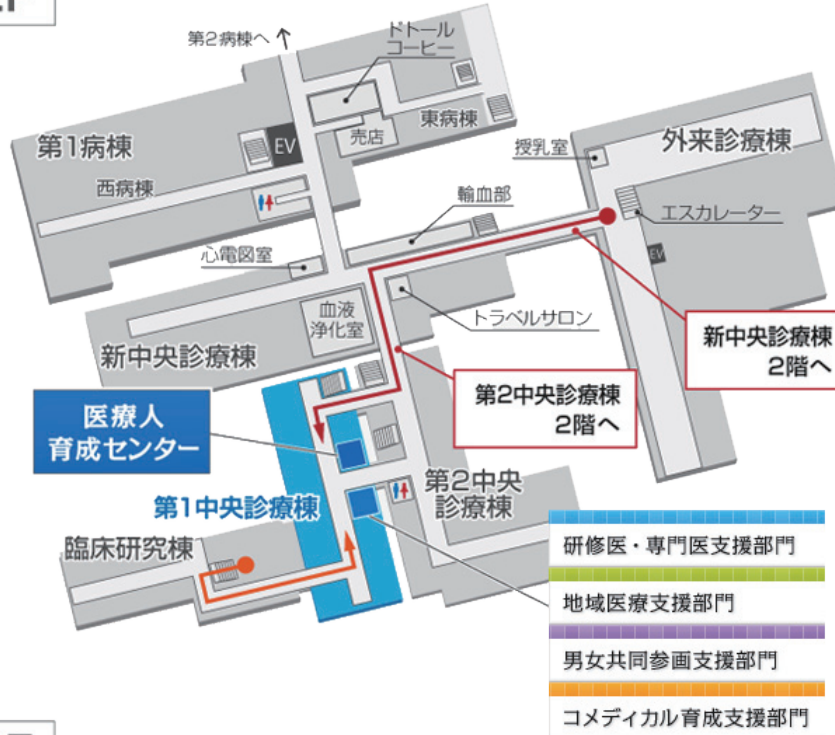 第2病棟へ
ドトール
コーヒー
第1病棟
EV
売店
東病棟
授乳室
外来診療棟
西病棟
輸血部
エスカレーター
心電図室
EV
血液
浄化室
トラベルサロン
新中央診療棟
新中央診療棟
2階へ
第2中央診療棟
2階へ
医療人
育成センター
第2中央
診療棟
第1中央診療棟
臨床研究棟
研修医・専門医支援部門
地域医療支援部門
男女共同参画支援部門
コメディカル育成支援部門